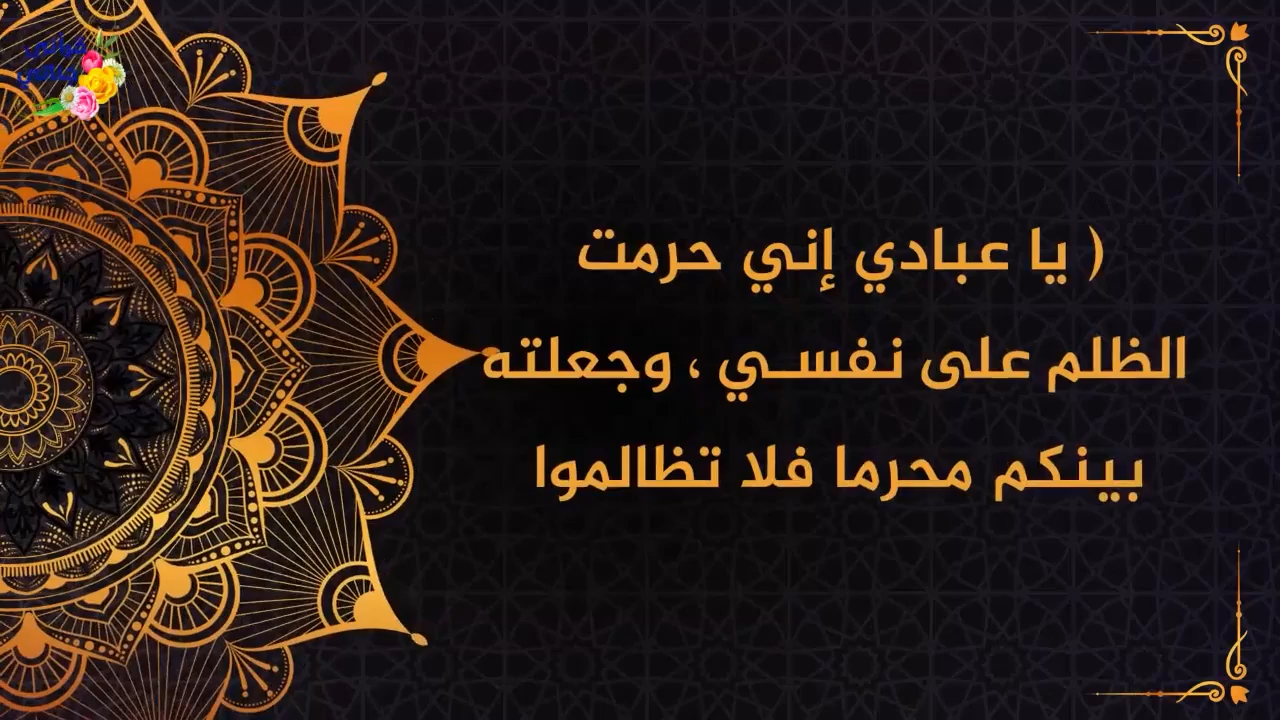 ( يا عبادي إني حرمت
الظلم على نفسـي ، وجعلته
بينكم محرما فلا تظالموا